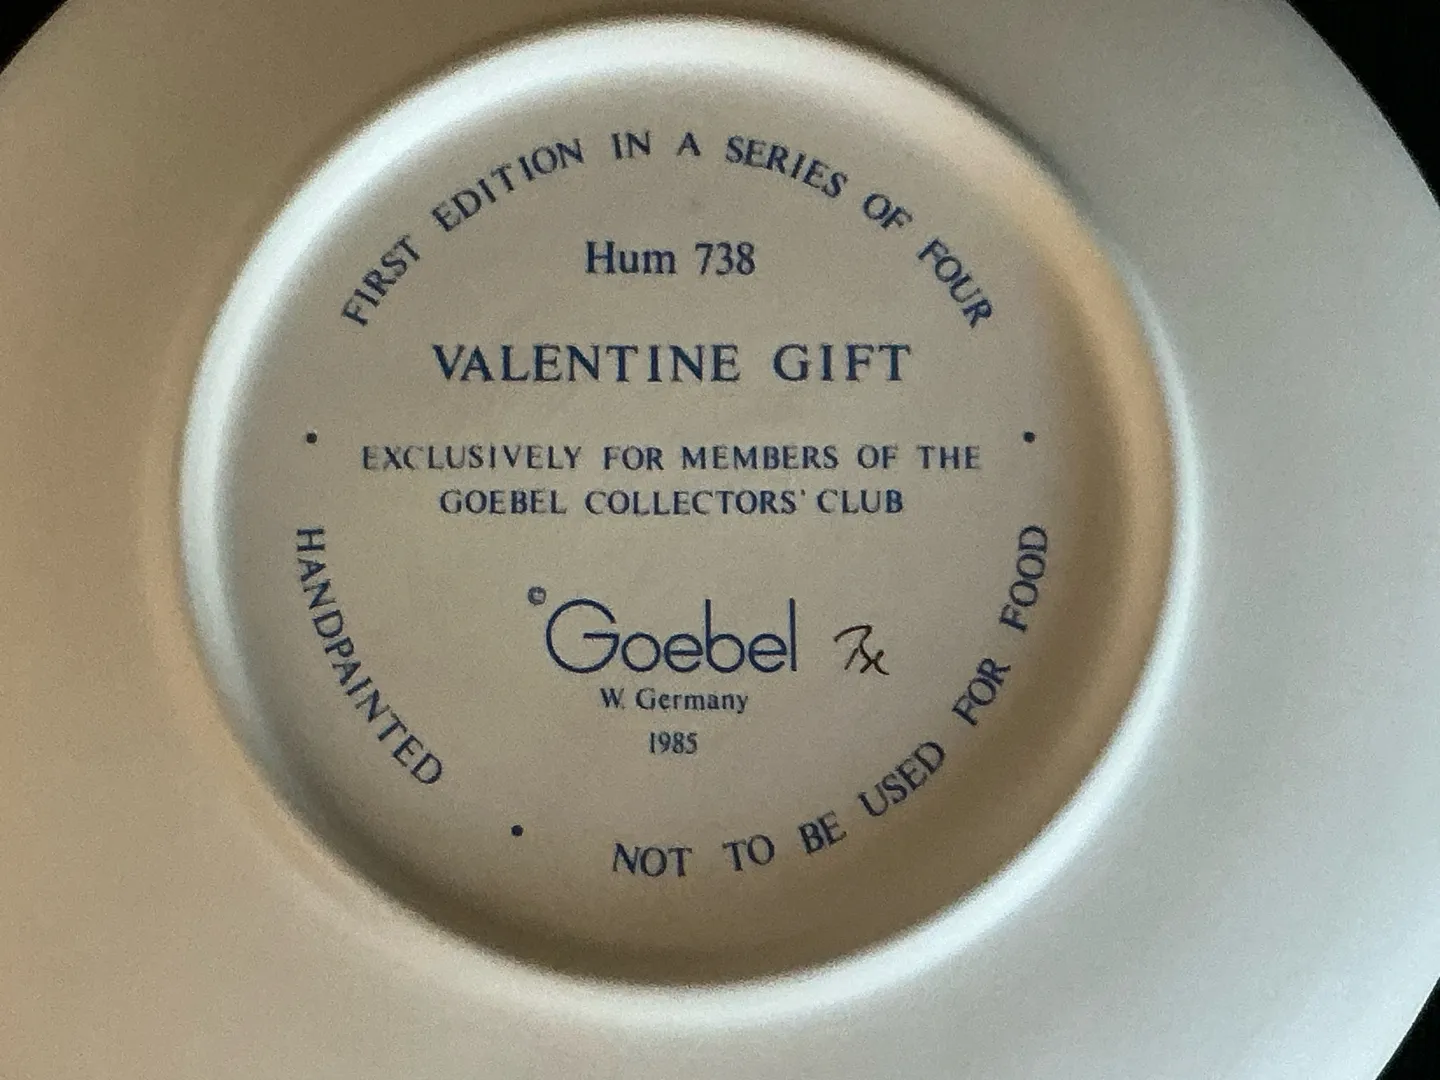 FIRST EDITION IN A SERIES OF FOUR
Hum 738
VALENTINE GIFT
EXCLUSIVELY FOR MEMBERS OF THE
GOEBEL COLLECTORS' CLUB
© Goebel
W. Germany
1985
HANDPAINTED
NOT TO BE USED FOR FOOD